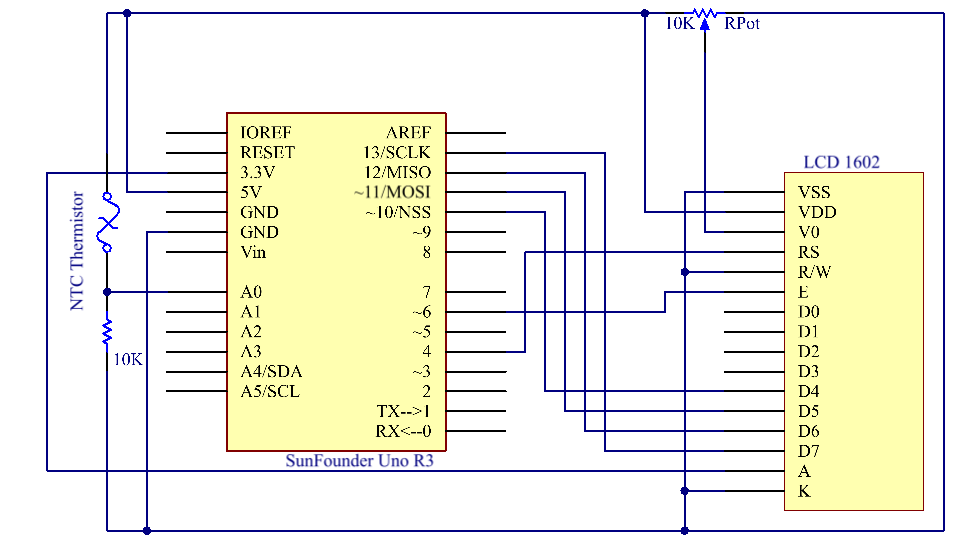 10K RPot
IOREF AREF
RESET 13/SCLK
3.3V 12/MISO
5V ~11/MOSI
GND ~10/NSS
GND ~9
Vin 8
A0 7
A1 ~6
A2 ~5
A3 4
A4/SDA ~3
A5/SCL 2
TX-->1
RX<--0
SunFounder Uno R3
NTC Thermistor
10K
LCD 1602
VSS
VDD
V0
RS
R/W
E
D0
D1
D2
D3
D4
D5
D6
D7
A
K